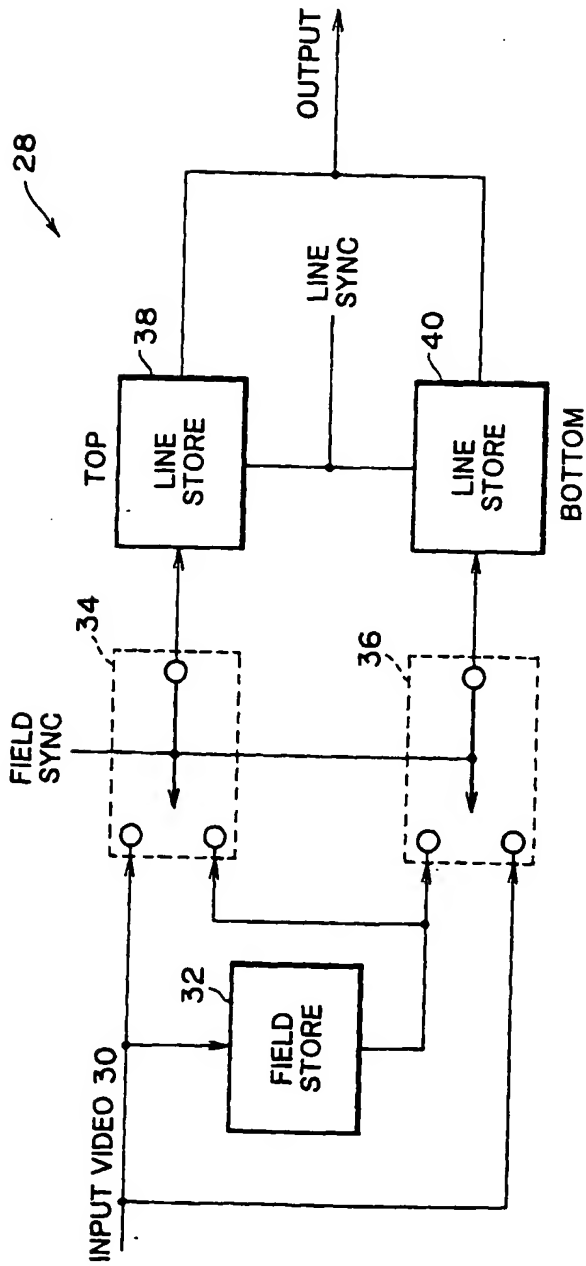 28
INPUT VIDEO 30
32
FIELD
STORE
FIELD
SYNC
34
36
TOP
38
LINE
STORE
LINE
SYNC
40
LINE
STORE
BOTTOM
OUTPUT